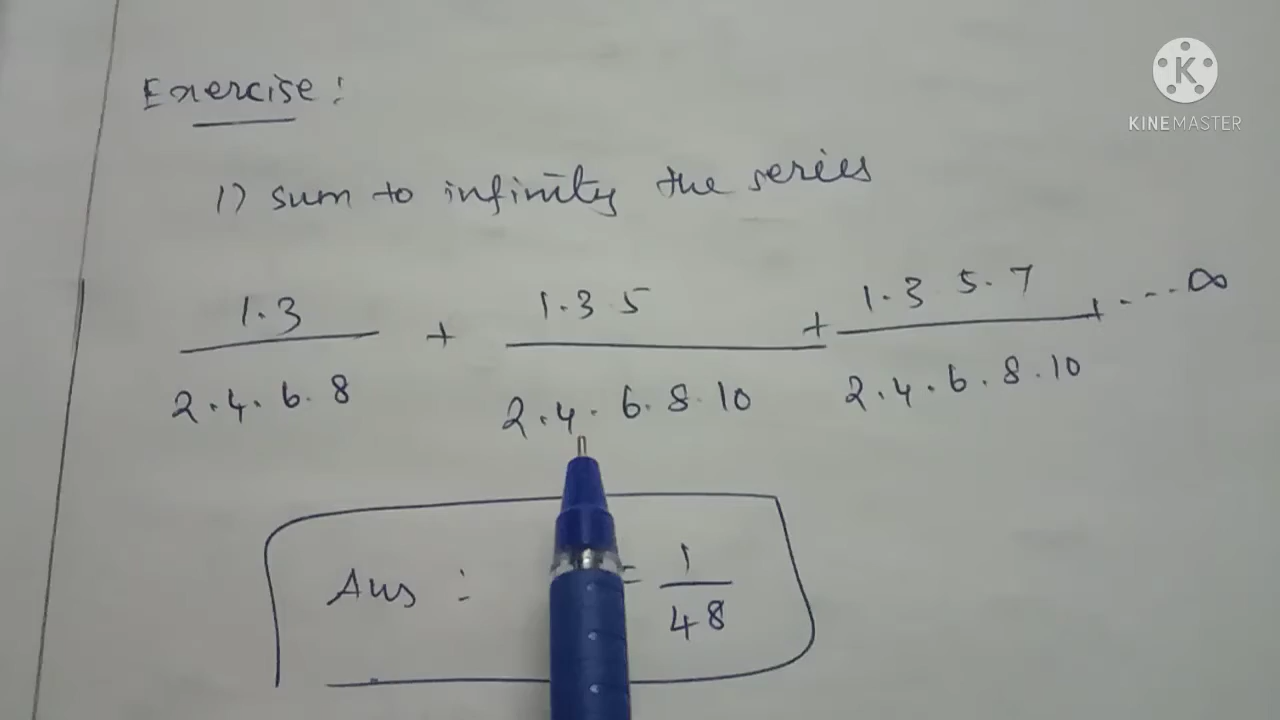 Exercise:
K
KINEMASTER
1) sum to infinity the series
1.3 / 2.4.6.8 + 1.3.5 / 2.4.6.8.10 + 1.3 5.7 / 2.4.6.8.10 + ... ∞
Ans : = 1/48